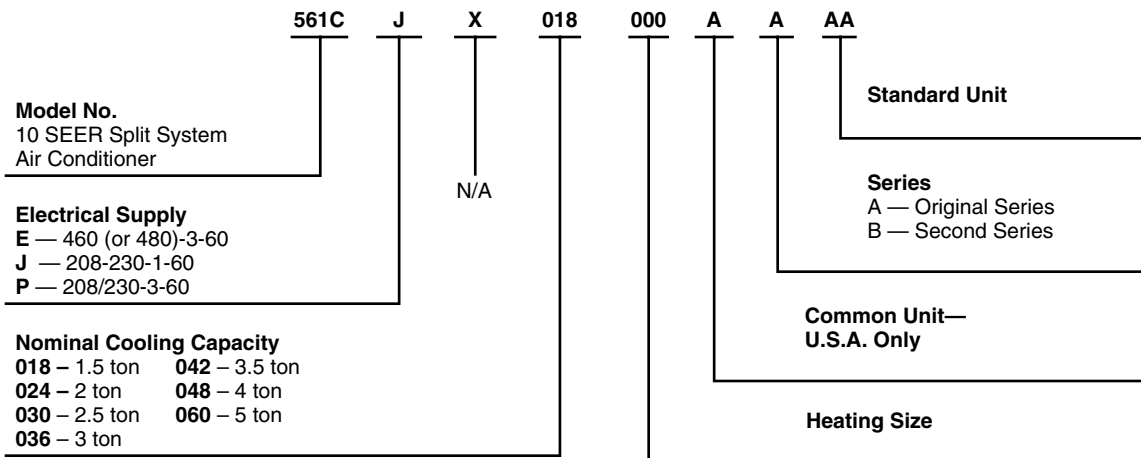 561C J X 018 000 A A AA
Model No.
10 SEER Split System
Air Conditioner
N/A
Electrical Supply
E — 460 (or 480)-3-60
J — 208-230-1-60
P — 208/230-3-60
Nominal Cooling Capacity
018 – 1.5 ton 042 – 3.5 ton
024 – 2 ton 048 – 4 ton
030 – 2.5 ton 060 – 5 ton
036 – 3 ton
Standard Unit
Series
A — Original Series
B — Second Series
Common Unit—
U.S.A. Only
Heating Size